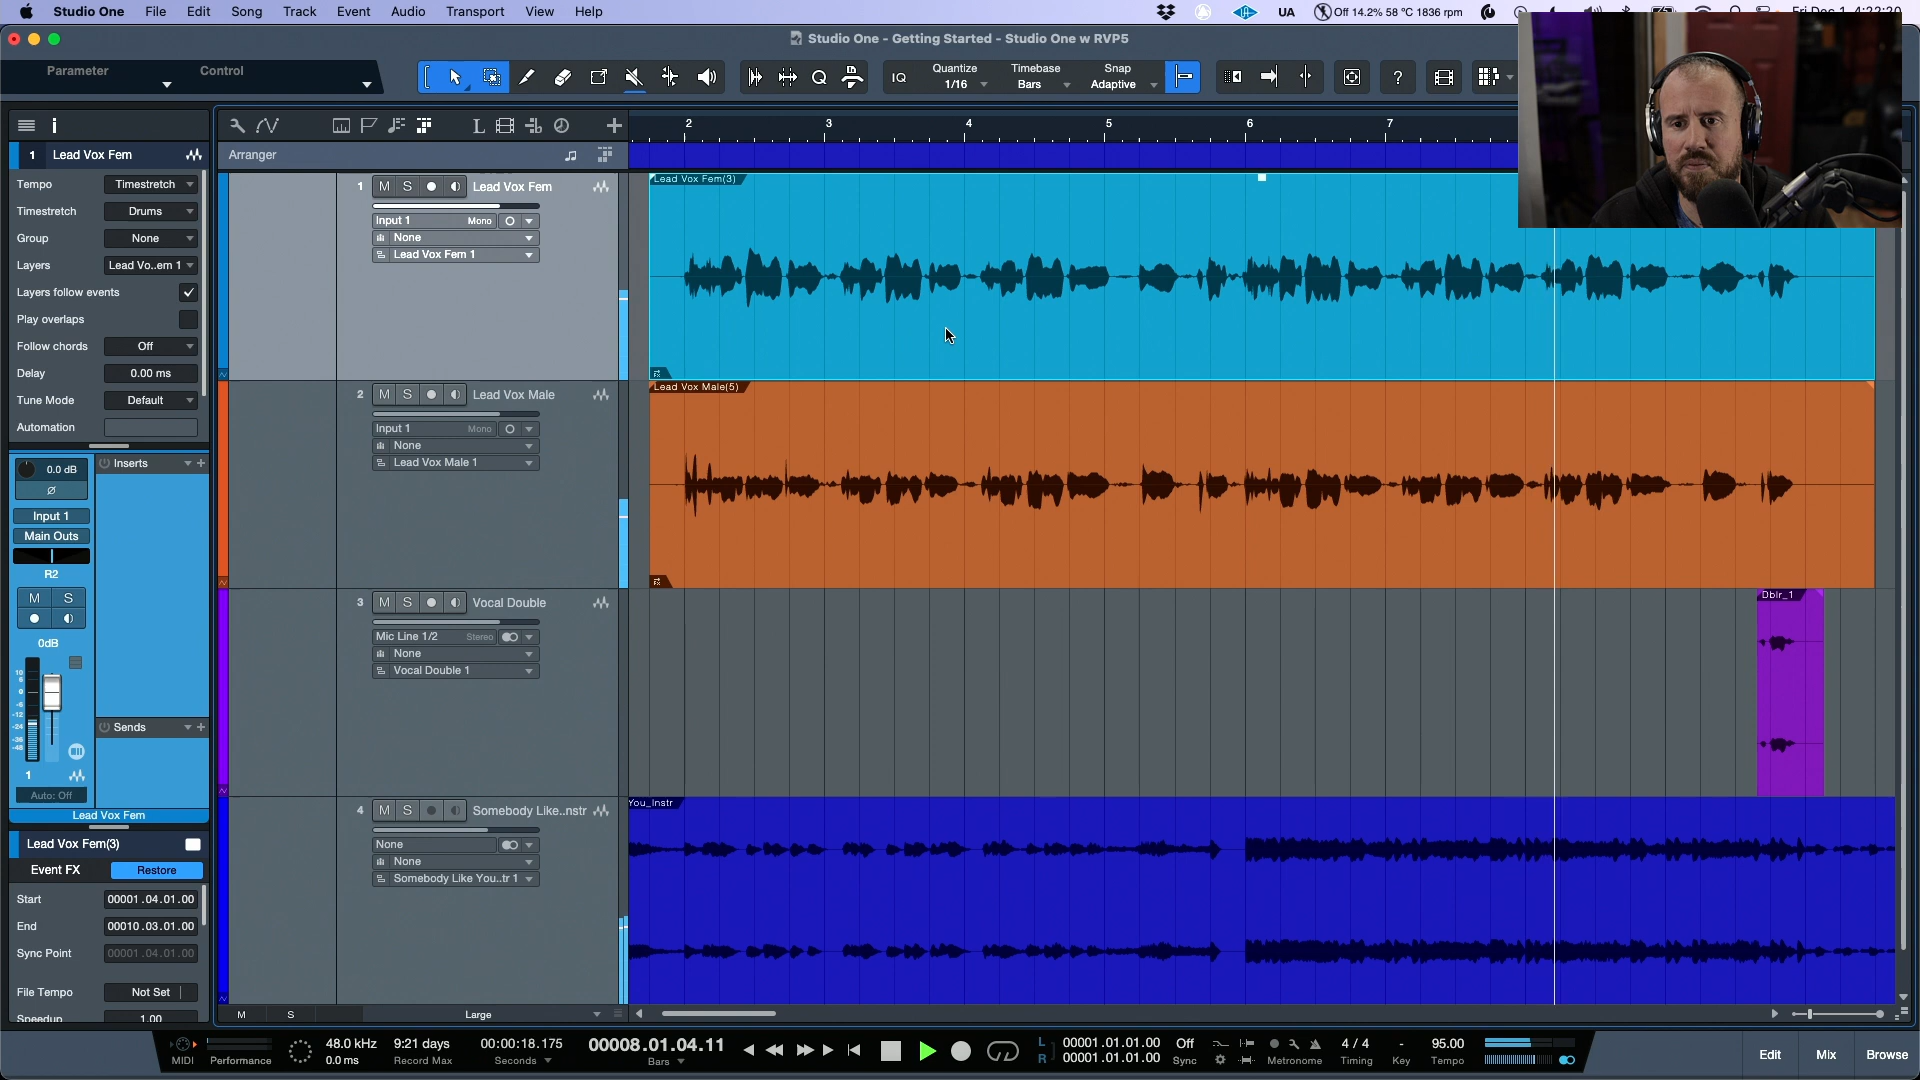 Studio One File Edit Song Track Event Audio Transport View Help
UA Off 14.2% 58 °C 1836 rpm
Studio One - Getting Started - Studio One w RVP5
Parameter Control
IQ Quantize 1/16 Timebase Bars Snap Adaptive ?
i
1 Lead Vox Fem
Tempo Timestretch
Timestretch Drums
Group None
Layers Lead Vo..em 1
Layers follow events
Play overlaps
Follow chords Off
Delay 0.00 ms
Tune Mode Default
Automation
0.0 dB Inserts
Input 1
Main Outs
R2
M S
0dB
10
6
0
-6
-12
-24
-36
-48
Sends
1
Auto: Off
Lead Vox Fem
Lead Vox Fem(3)
Event FX Restore
Start 00001.04.01.00
End 00010.03.01.00
Sync Point 00001.04.01.00
File Tempo Not Set
Speedup 1.00
L 2 3 4 5 6 7
Arranger
1 M S Lead Vox Fem
Input 1 Mono
None
Lead Vox Fem 1
Lead Vox Fem(3)
2 M S Lead Vox Male
Input 1 Mono
None
Lead Vox Male 1
Lead Vox Male(5)
3 M S Vocal Double
Mic Line 1/2 Stereo
None
Vocal Double 1
Dblr_1
4 M S Somebody Like..nstr
None
None
Somebody Like You..tr 1
You_Instr
M S Large
MIDI Performance 48.0 kHz 0.0 ms 9:21 days Record Max 00:00:18.175 Seconds 00008.01.04.11 Bars
L 00001.01.01.00
R 00001.01.01.00
Off Sync Metronome Timing 4 / 4 - Key 95.00 Tempo
Edit Mix Browse